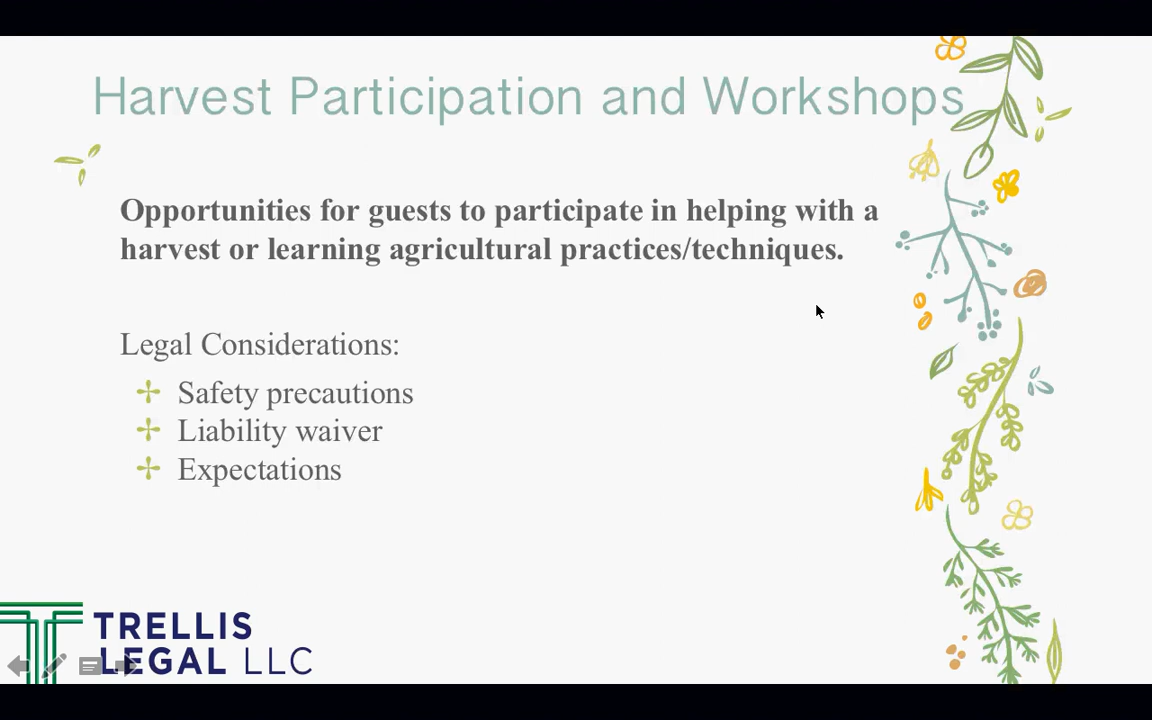 Harvest Participation and Workshops
Opportunities for guests to participate in helping with a
harvest or learning agricultural practices/techniques.
Legal Considerations:
Safety precautions
Liability waiver
Expectations
TRELLIS
LEGAL LLC